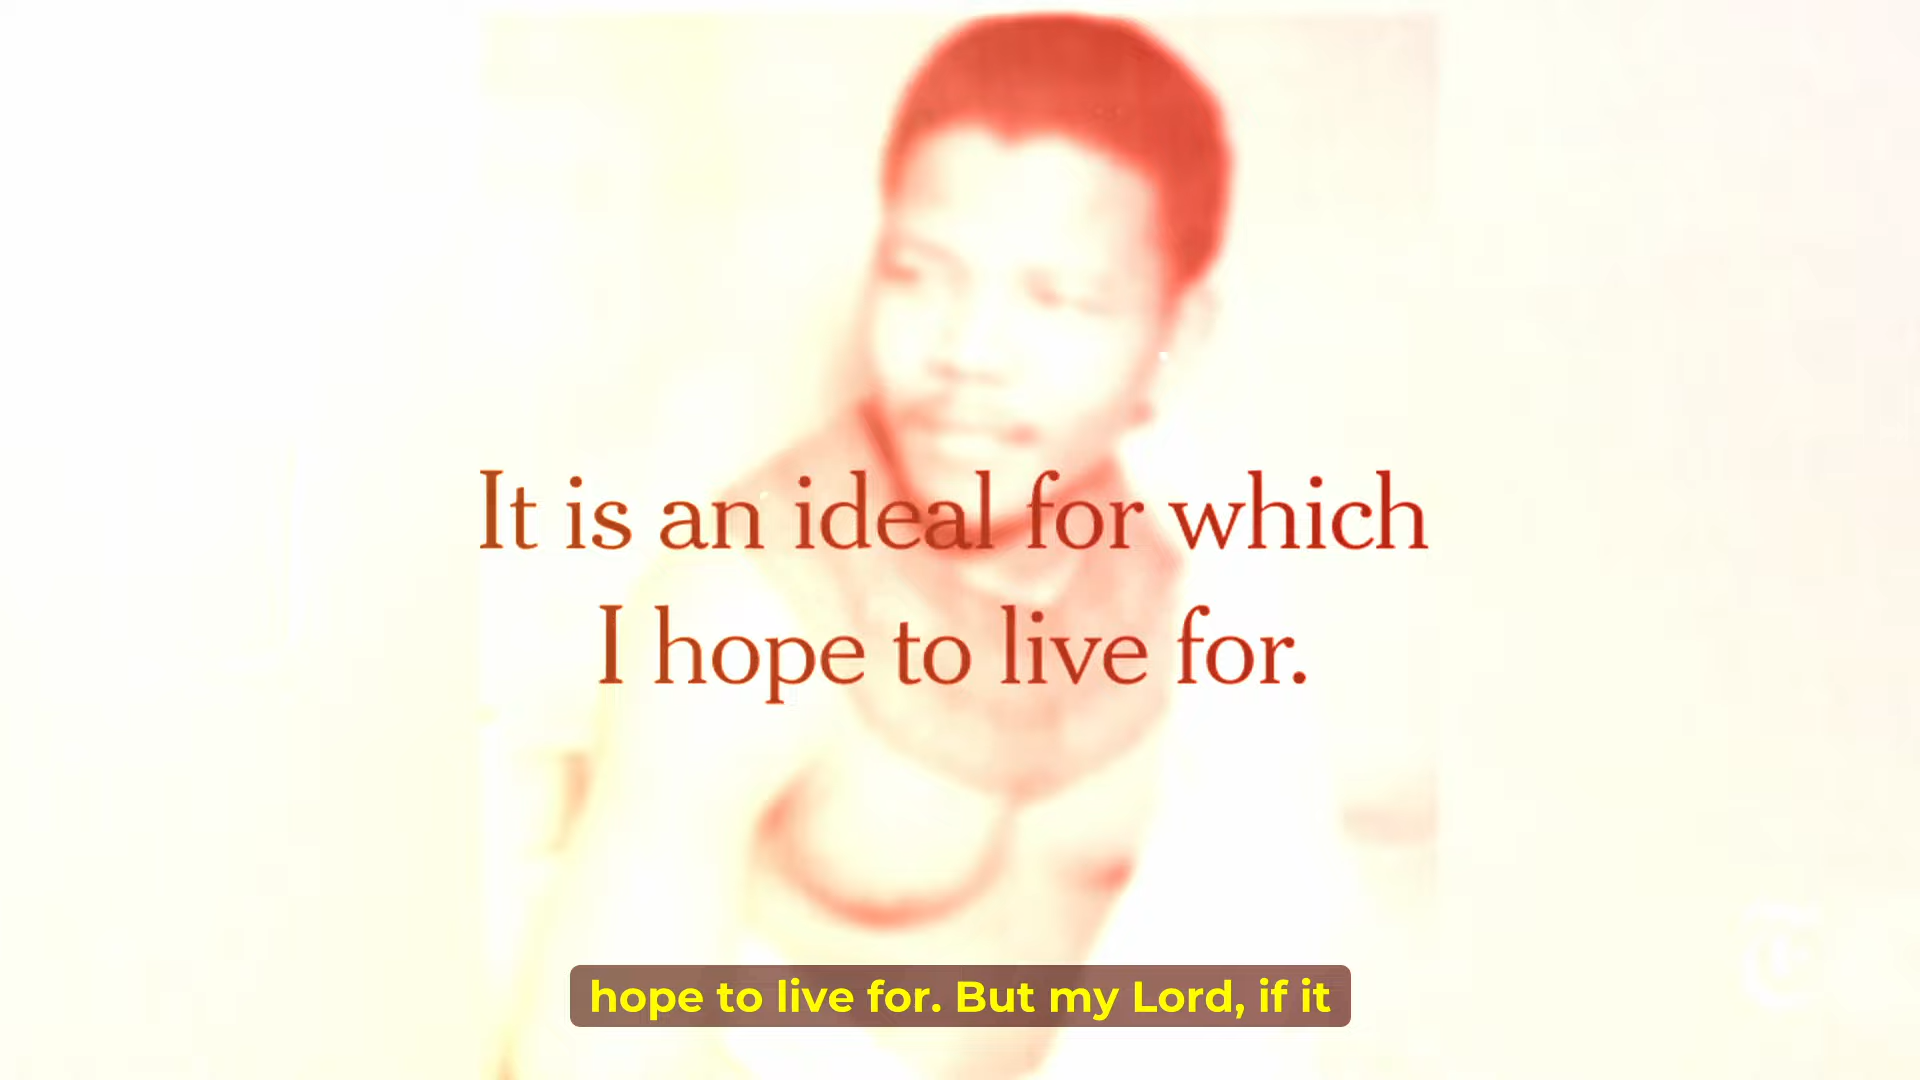 It is an ideal for which
I hope to live for.
hope to live for. But my Lord, if it